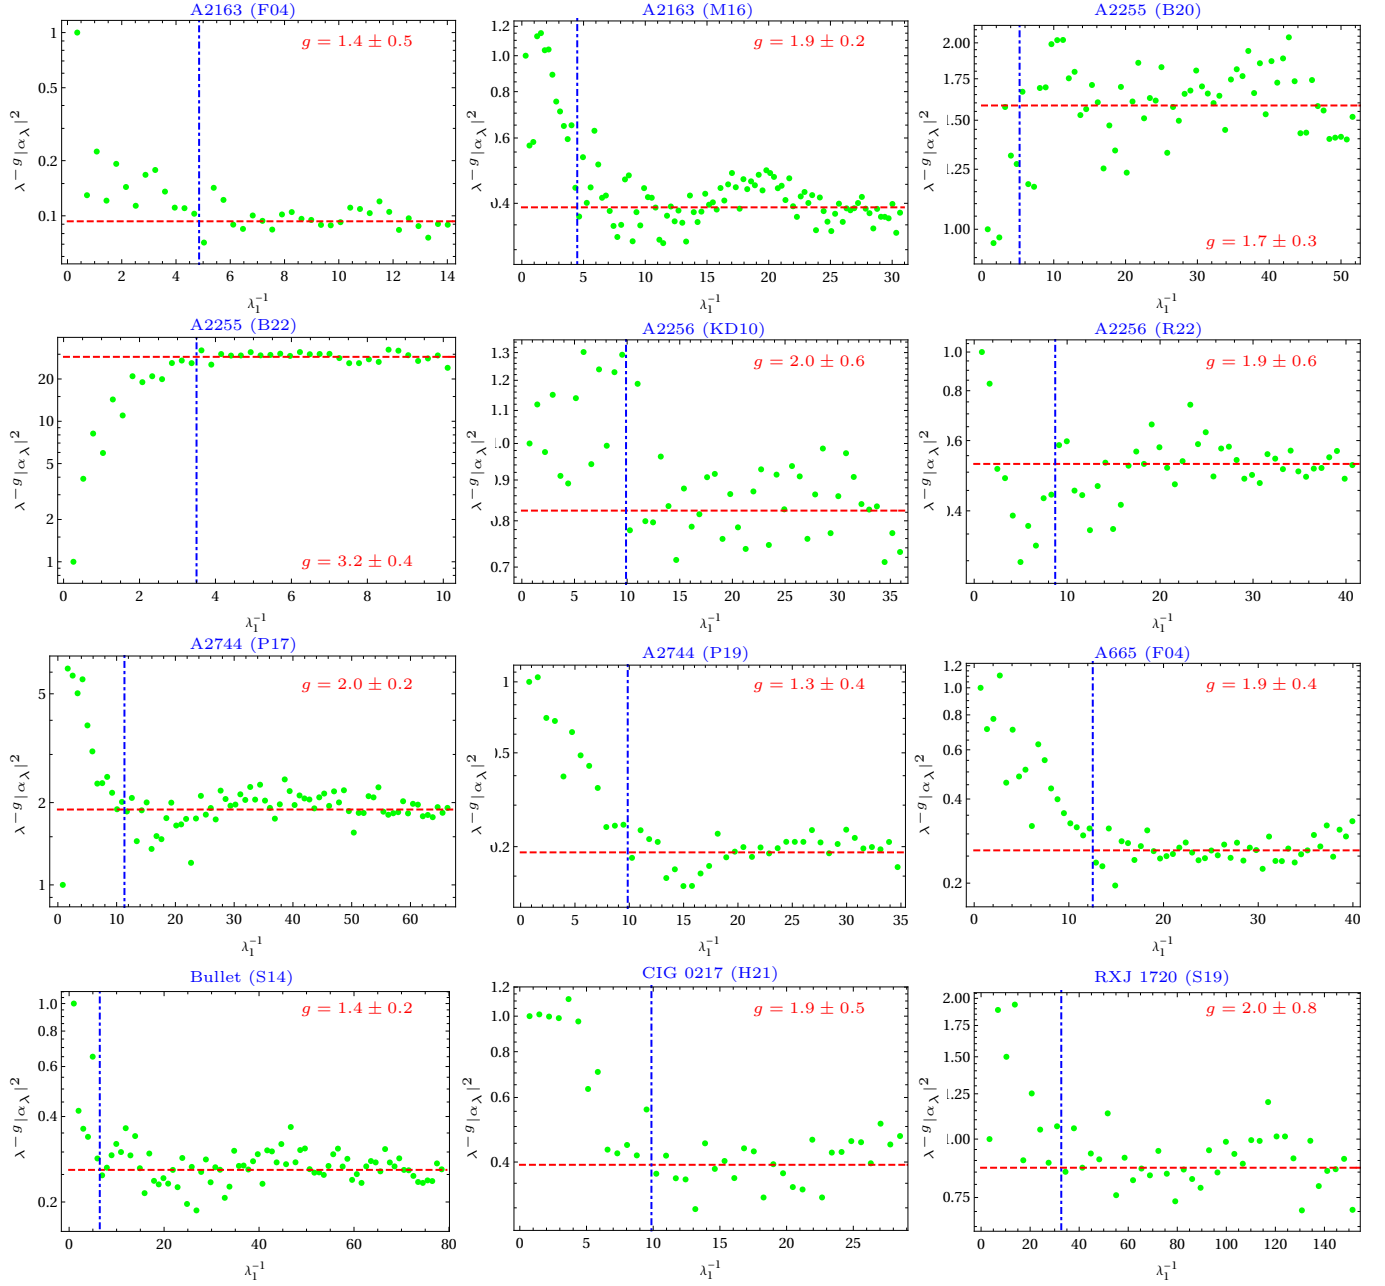 A2163 (F04)
g = 1.4 ± 0.5
λ^{-g}|α_λ|^2
1
0.5
0.2
0.1
0 2 4 6 8 10 12 14
λ_1^{-1}
A2163 (M16)
g = 1.9 ± 0.2
λ^{-g}|α_λ|^2
1.2
1.0
0.8
0.6
0.4
0 5 10 15 20 25 30
λ_1^{-1}
A2255 (B20)
g = 1.7 ± 0.3
λ^{-g}|α_λ|^2
2.00
1.75
1.50
1.25
1.00
0 10 20 30 40 50
λ_1^{-1}
A2255 (B22)
g = 3.2 ± 0.4
λ^{-g}|α_λ|^2
20
10
5
2
1
0 2 4 6 8 10
λ_1^{-1}
A2256 (KD10)
g = 2.0 ± 0.6
λ^{-g}|α_λ|^2
1.3
1.2
1.1
1.0
0.9
0.8
0.7
0 5 10 15 20 25 30 35
λ_1^{-1}
A2256 (R22)
g = 1.9 ± 0.6
λ^{-g}|α_λ|^2
1.0
0.8
0.6
0.4
0 10 20 30 40
λ_1^{-1}
A2744 (P17)
g = 2.0 ± 0.2
λ^{-g}|α_λ|^2
5
2
1
0 10 20 30 40 50 60
λ_1^{-1}
A2744 (P19)
g = 1.3 ± 0.4
λ^{-g}|α_λ|^2
1
0.5
0.2
0 5 10 15 20 25 30 35
λ_1^{-1}
A665 (F04)
g = 1.9 ± 0.4
λ^{-g}|α_λ|^2
1.2
1.0
0.8
0.6
0.4
0.2
0 10 20 30 40
λ_1^{-1}
Bullet (S14)
g = 1.4 ± 0.2
λ^{-g}|α_λ|^2
1.0
0.8
0.6
0.4
0.2
0 20 40 60 80
λ_1^{-1}
CIG 0217 (H21)
g = 1.9 ± 0.5
λ^{-g}|α_λ|^2
1.2
1.0
0.8
0.6
0.4
0 5 10 15 20 25
λ_1^{-1}
RXJ 1720 (S19)
g = 2.0 ± 0.8
λ^{-g}|α_λ|^2
2.00
1.75
1.50
1.25
1.00
0.75
0 20 40 60 80 100 120 140
λ_1^{-1}